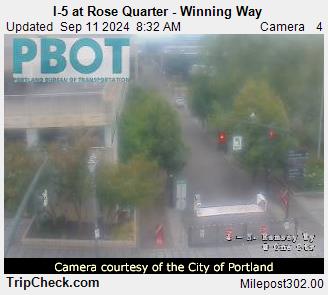 I-5 at Rose Quarter - Winning Way
Updated Sep 11 2024 8:32 AM Camera 4
PBOT
PORTLAND BUREAU OF TRANSPORTATION
Camera courtesy of the City of Portland
TripCheck.com Milepost302.00